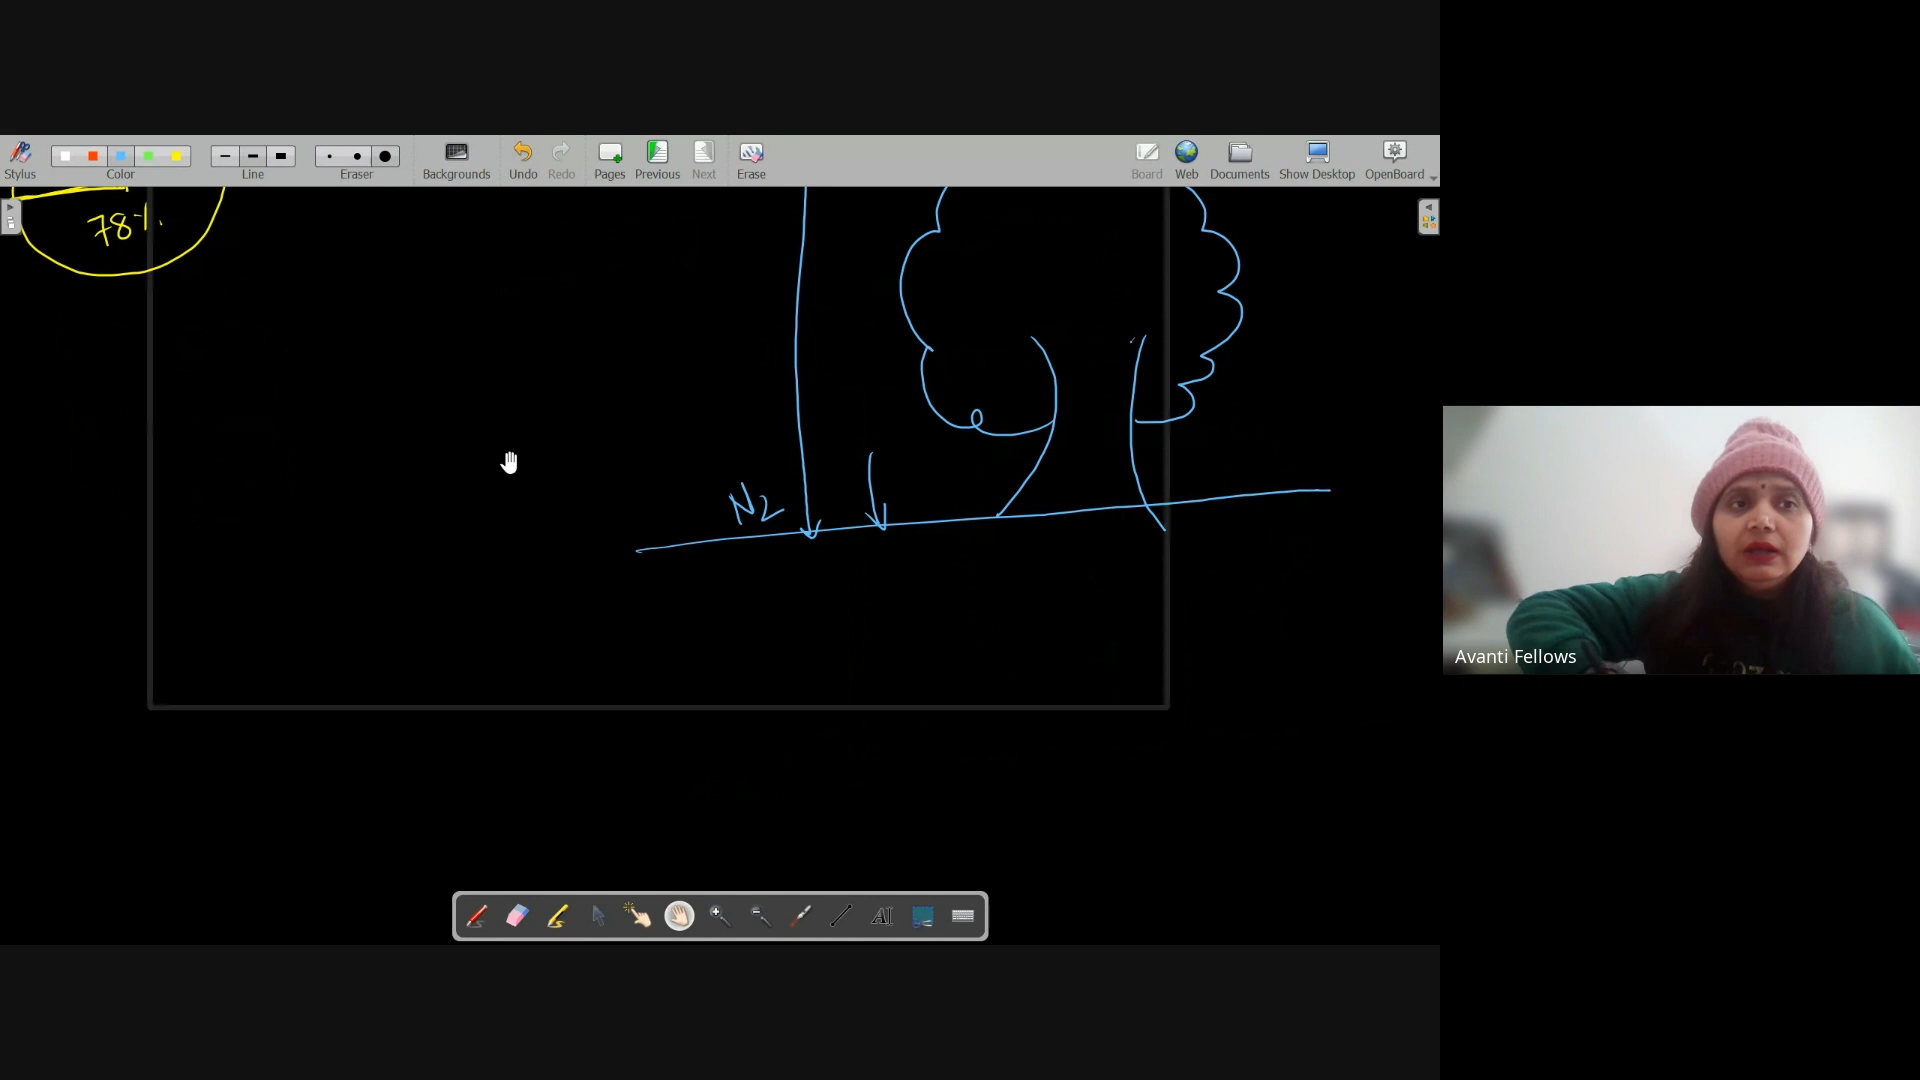 Stylus
Color
Line
Eraser
Backgrounds
Undo
Redo
Pages
Previous
Next
Erase
Board
Web
Documents
Show Desktop
OpenBoard
78%
N2
Avanti Fellows